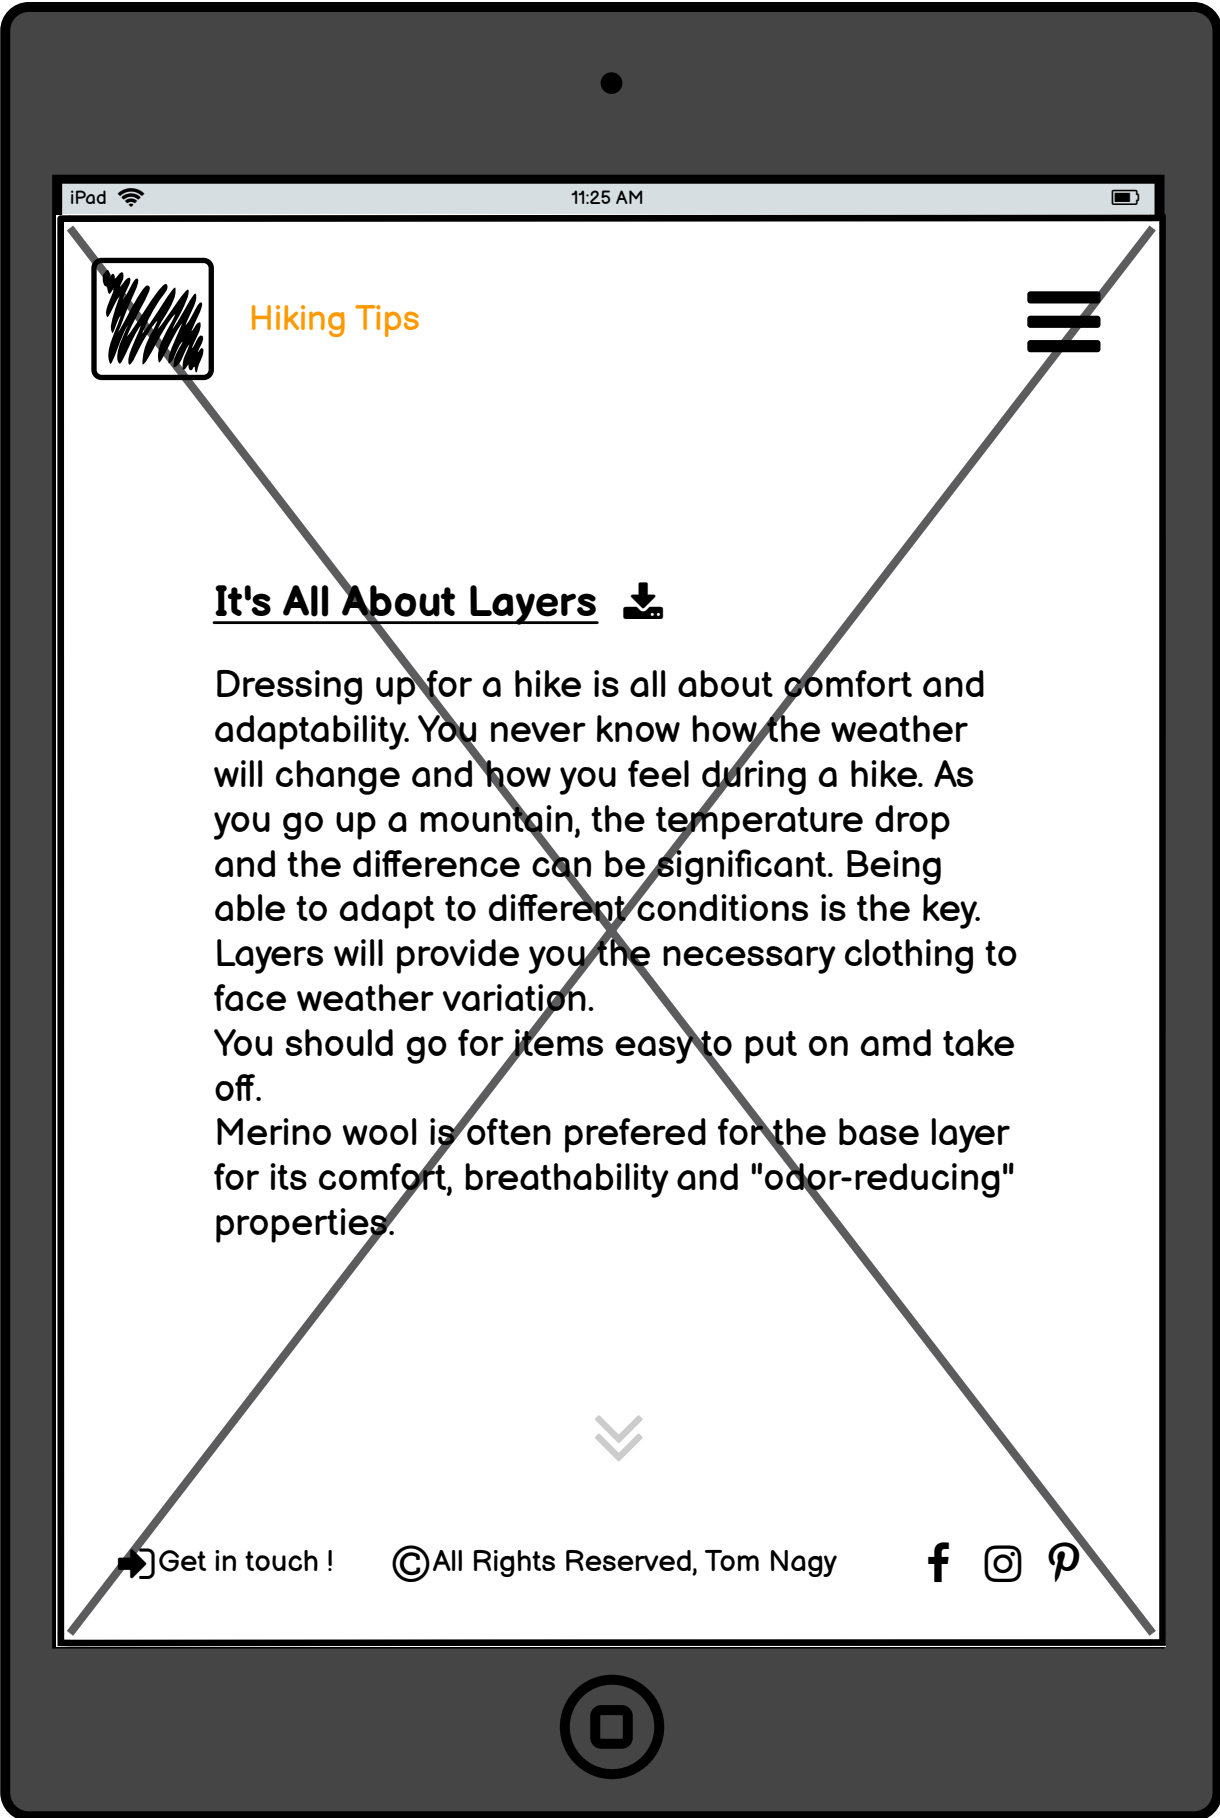 iPad
11:25 AM
Hiking Tips
It's All About Layers
Dressing up for a hike is all about comfort and
adaptability. You never know how the weather
will change and how you feel during a hike. As
you go up a mountain, the temperature drop
and the difference can be significant. Being
able to adapt to different conditions is the key.
Layers will provide you the necessary clothing to
face weather variation.
You should go for items easy to put on amd take
off.
Merino wool is often prefered for the base layer
for its comfort, breathability and "odor-reducing"
properties.
Get in touch !
©All Rights Reserved, Tom Nagy